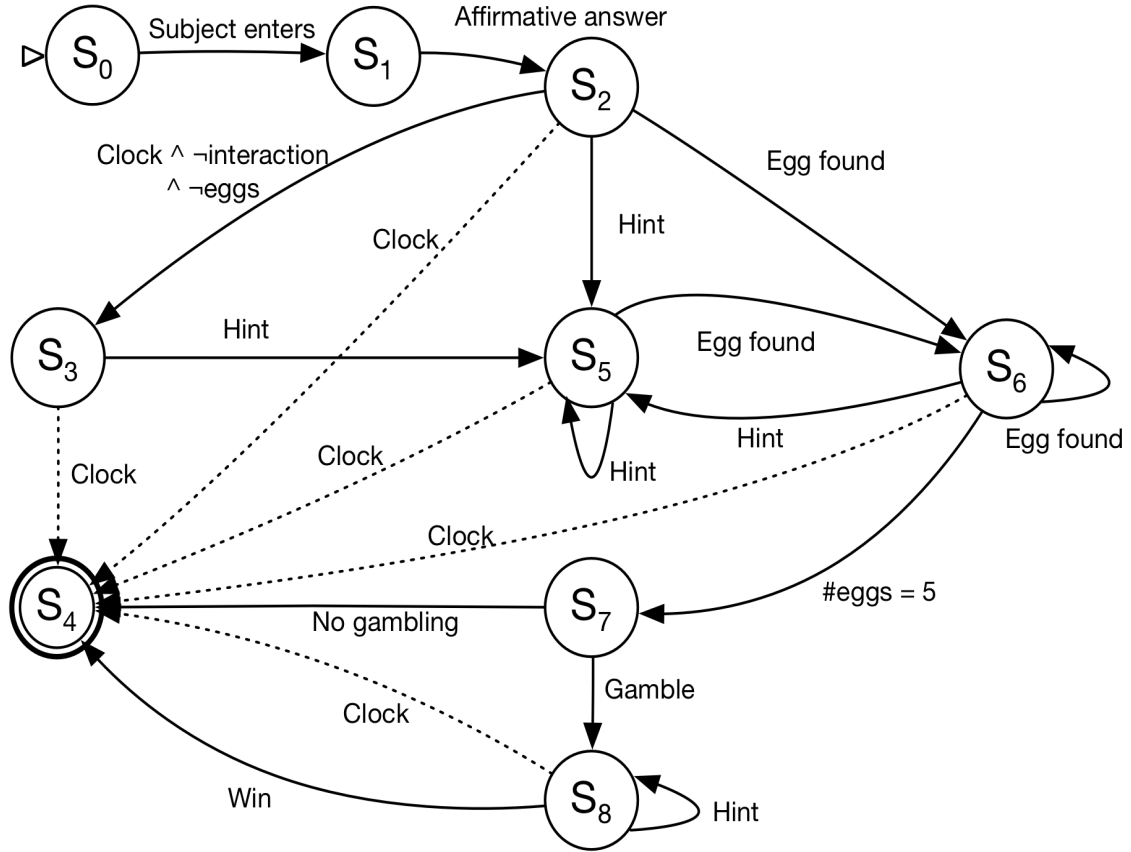 Affirmative answer
Subject enters
S0
S1
S2
Clock ^ ¬interaction
^ ¬eggs
Egg found
Hint
Clock
Hint
Egg found
S3
S5
S6
Hint
Egg found
Clock
Hint
Clock
Clock
#eggs = 5
S4
S7
No gambling
Gamble
Clock
Win
S8
Hint